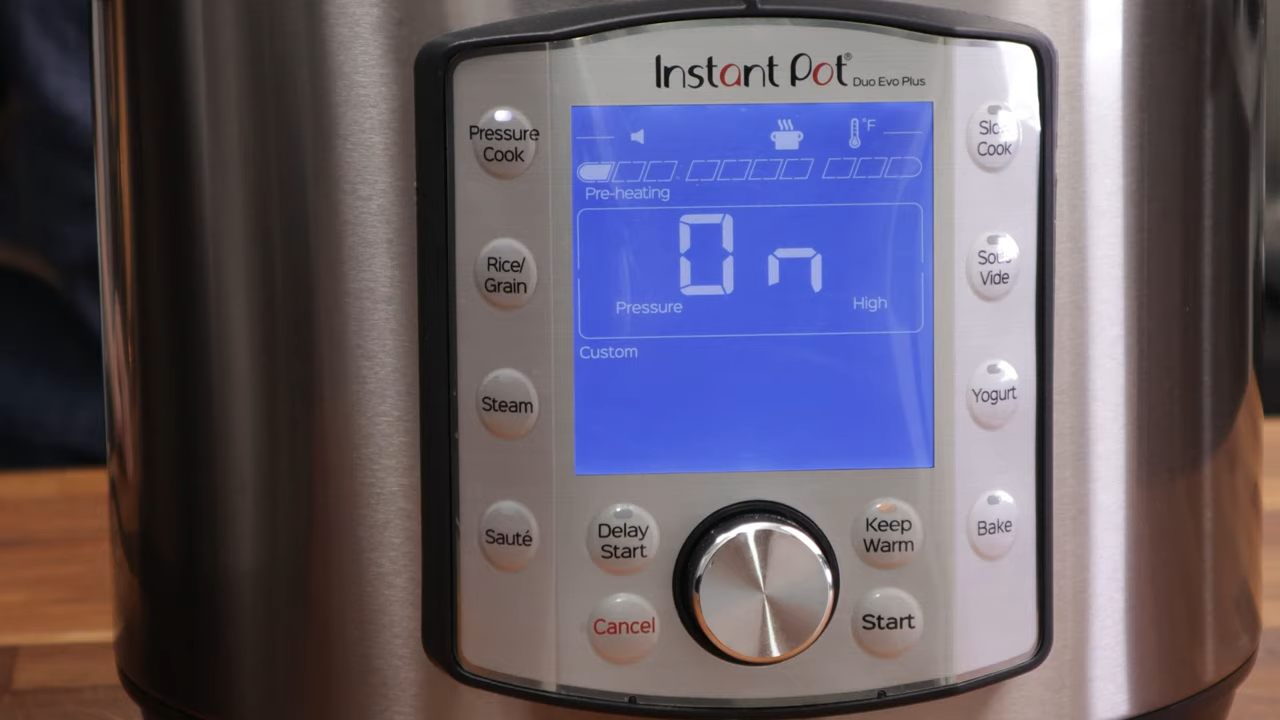 Instant Pot® Duo Evo Plus
°F
Pre-heating
On
Pressure High
Custom
Pressure
Cook
Rice/
Grain
Steam
Sauté
Delay
Start
Cancel
Keep
Warm
Start
Slow
Cook
Sous
Vide
Yogurt
Bake